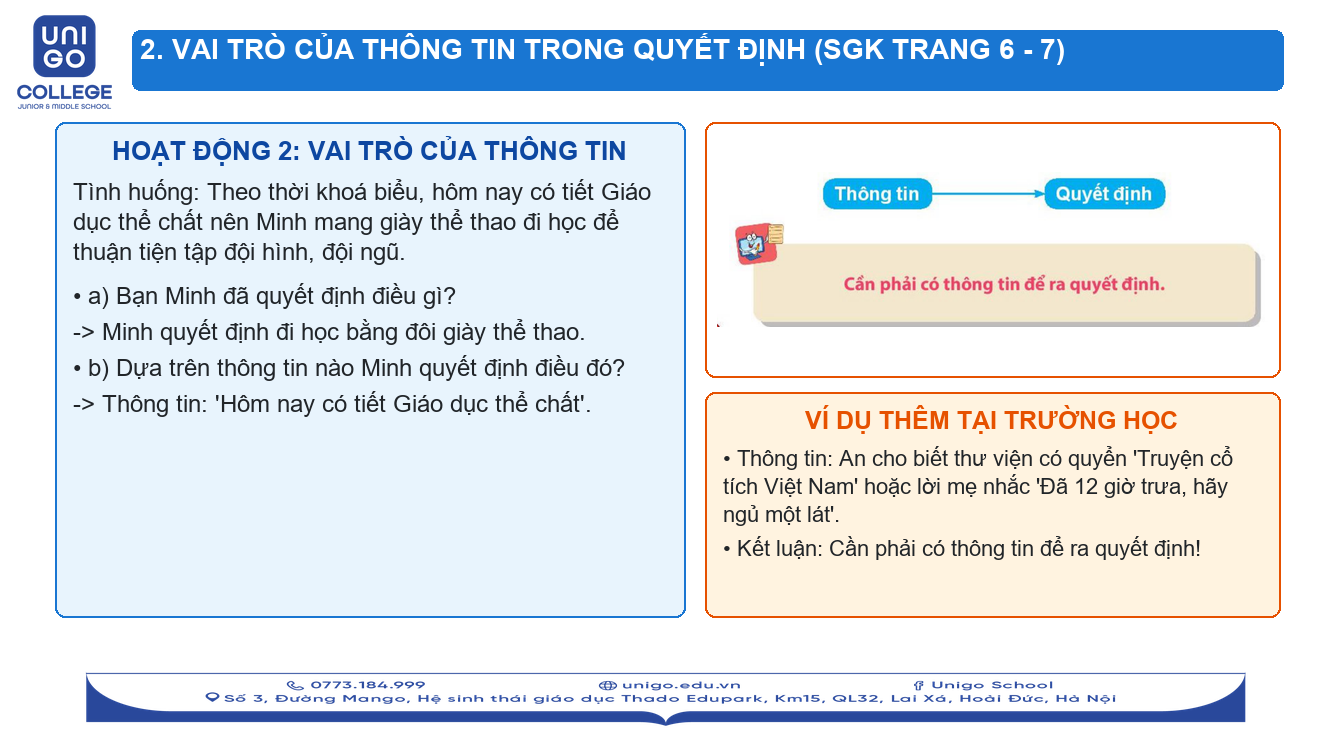 UNI
GO
COLLEGE
JUNIOR & MIDDLE SCHOOL
2. VAI TRÒ CỦA THÔNG TIN TRONG QUYẾT ĐỊNH (SGK TRANG 6 - 7)
HOẠT ĐỘNG 2: VAI TRÒ CỦA THÔNG TIN
Tình huống: Theo thời khoá biểu, hôm nay có tiết Giáo
dục thể chất nên Minh mang giày thể thao đi học để
thuận tiện tập đội hình, đội ngũ.
• a) Bạn Minh đã quyết định điều gì?
-> Minh quyết định đi học bằng đôi giày thể thao.
• b) Dựa trên thông tin nào Minh quyết định điều đó?
-> Thông tin: 'Hôm nay có tiết Giáo dục thể chất'.
Thông tin
Quyết định
Cần phải có thông tin để ra quyết định.
VÍ DỤ THÊM TẠI TRƯỜNG HỌC
• Thông tin: An cho biết thư viện có quyển 'Truyện cổ
tích Việt Nam' hoặc lời mẹ nhắc 'Đã 12 giờ trưa, hãy
ngủ một lát'.
• Kết luận: Cần phải có thông tin để ra quyết định!
0773.184.999
unigo.edu.vn
Unigo School
Số 3, Đường Mango, Hệ sinh thái giáo dục Thado Edupark, Km15, QL32, Lai Xá, Hoài Đức, Hà Nội